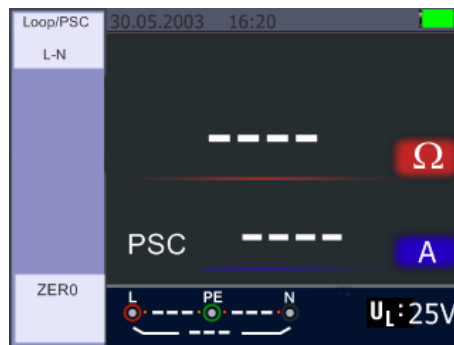 Loop/PSC 30.05.2003 16:20
L-N
---- Ω
PSC ---- A
ZER0
L PE N
--- ---
---
UL:25V